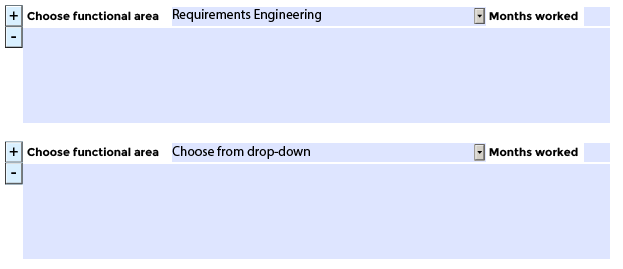 + Choose functional area Requirements Engineering Months worked
-
+ Choose functional area Choose from drop-down Months worked
-